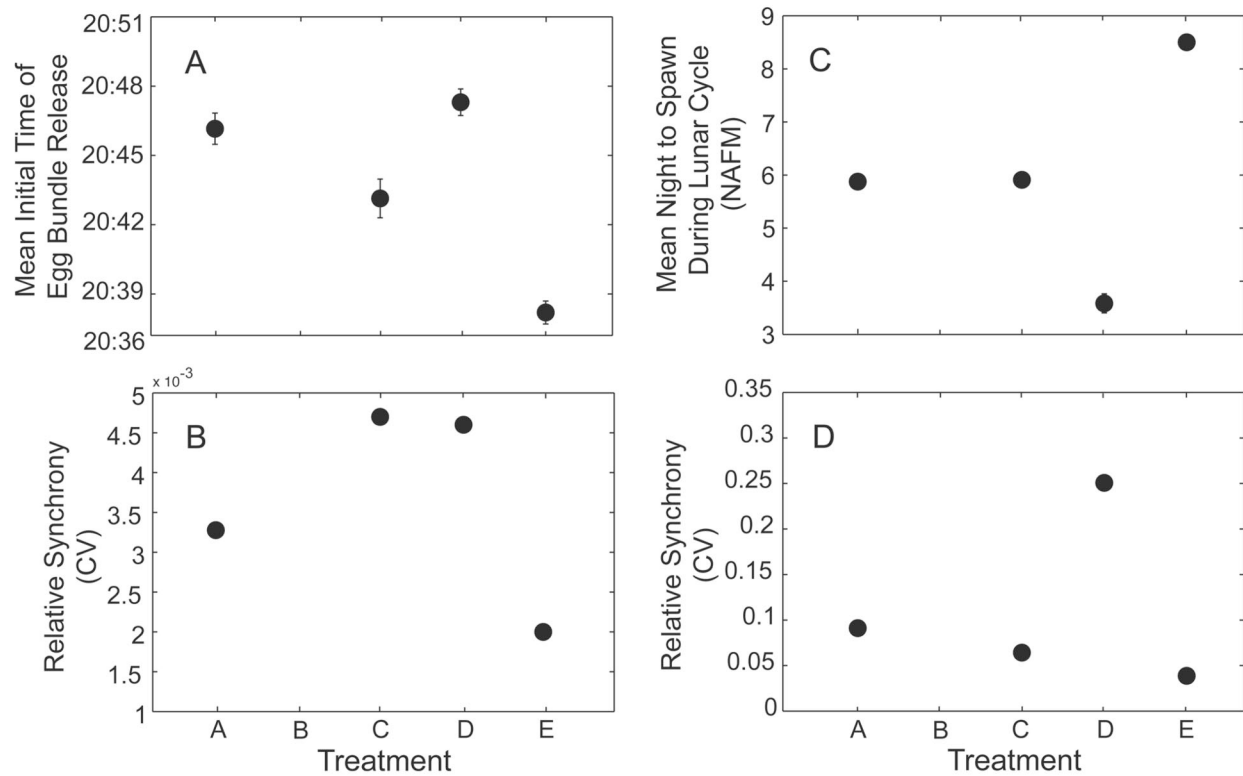 Mean Initial Time of
Egg Bundle Release
20:51
20:48
20:45
20:42
20:39
20:36
A
Mean Night to Spawn
During Lunar Cycle
(NAFM)
9
8
7
6
5
4
3
C
Relative Synchrony
(CV)
x 10-3
5
4.5
4
3.5
3
2.5
2
1.5
1
B
A B C D E
Treatment
Relative Synchrony
(CV)
0.35
0.3
0.25
0.2
0.15
0.1
0.05
0
D
A B C D E
Treatment